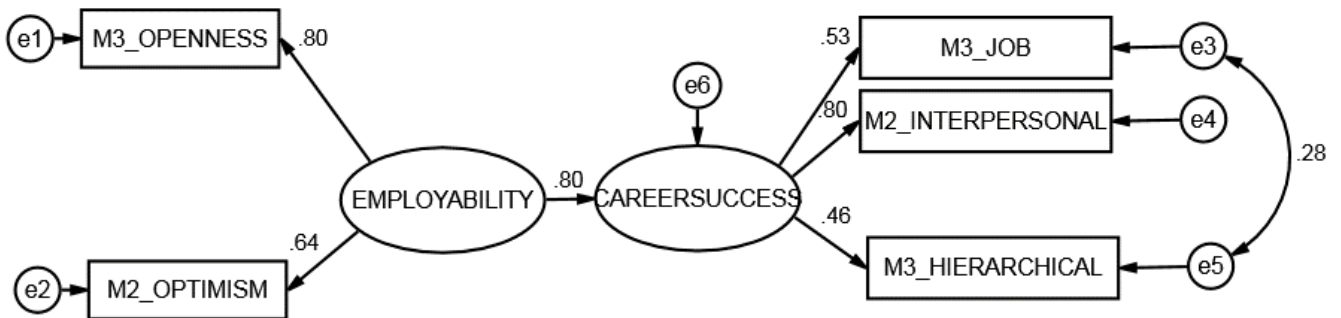 e1
M3_OPENNESS
.80
e2
M2_OPTIMISM
.64
EMPLOYABILITY
.80
e6
CAREERSUCCESS
.53
M3_JOB
e3
.80
M2_INTERPERSONAL
e4
.28
.46
M3_HIERARCHICAL
e5